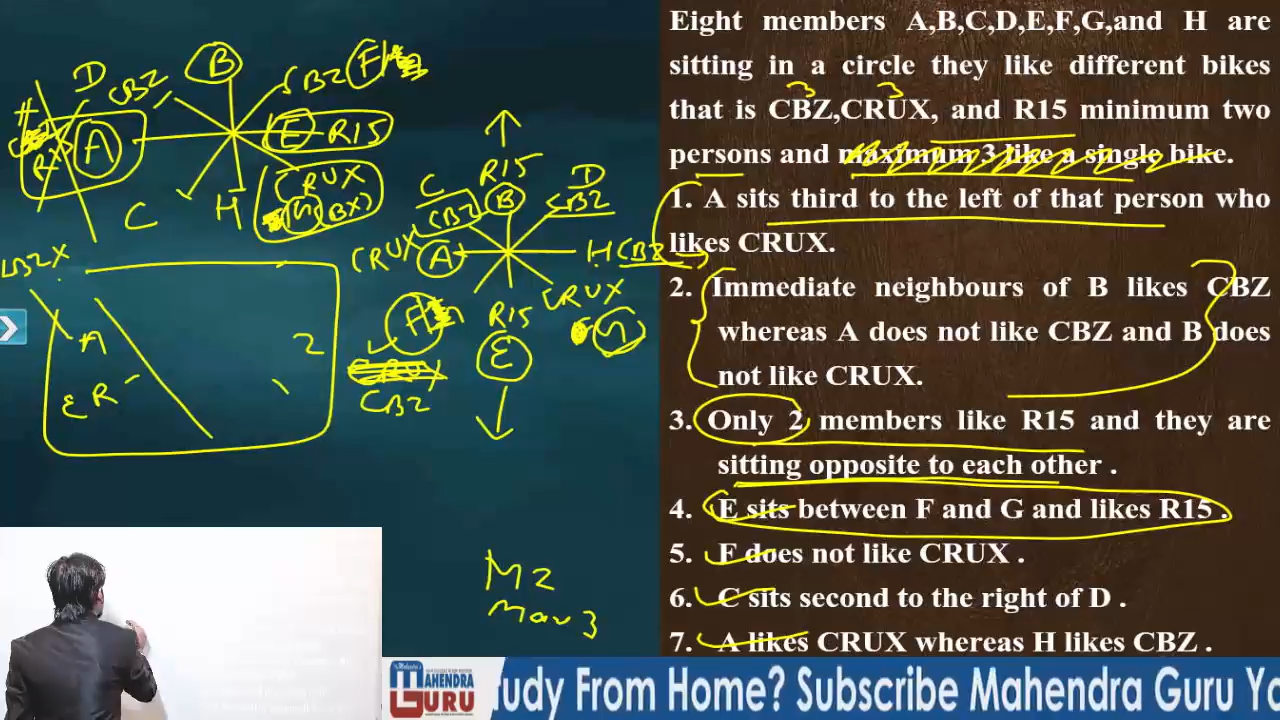 Eight members A,B,C,D,E,F,G,and H are
sitting in a circle they like different bikes
that is CBZ,CRUX, and R15 minimum two
persons and maximum 3 like a single bike.
1. A sits third to the left of that person who
likes CRUX.
2. Immediate neighbours of B likes CBZ
whereas A does not like CBZ and B does
not like CRUX.
3. Only 2 members like R15 and they are
sitting opposite to each other .
4. E sits between F and G and likes R15 .
5. F does not like CRUX .
6. C sits second to the right of D .
7. A likes CRUX whereas H likes CBZ .
3
3
D
CBZ
B
CBZ
F
A
E
R15
RX
C
H
CRUX
R15
B
C
CBZ
D
CBZ
CRUX
A
H CBZ
CRUX
G
R15
E
CBZ
A
2
E R
M2
Max 3
MAHENDRA
GURU
tudy From Home? Subscribe Mahendra Guru Yo